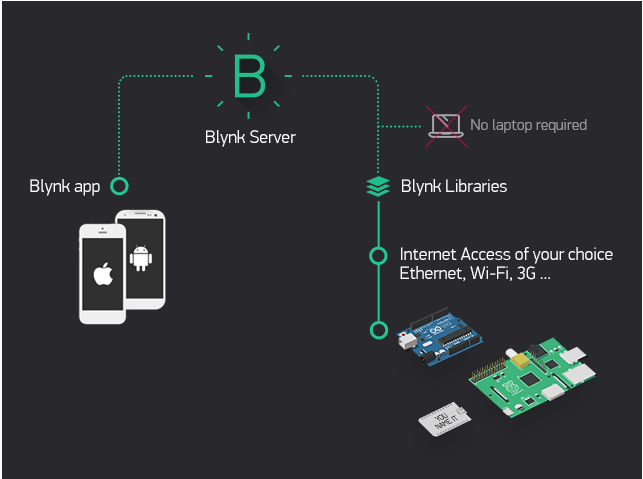 B
Blynk Server
No laptop required
Blynk app
Blynk Libraries
Internet Access of your choice
Ethernet, Wi-Fi, 3G ...
YOU
NAME IT